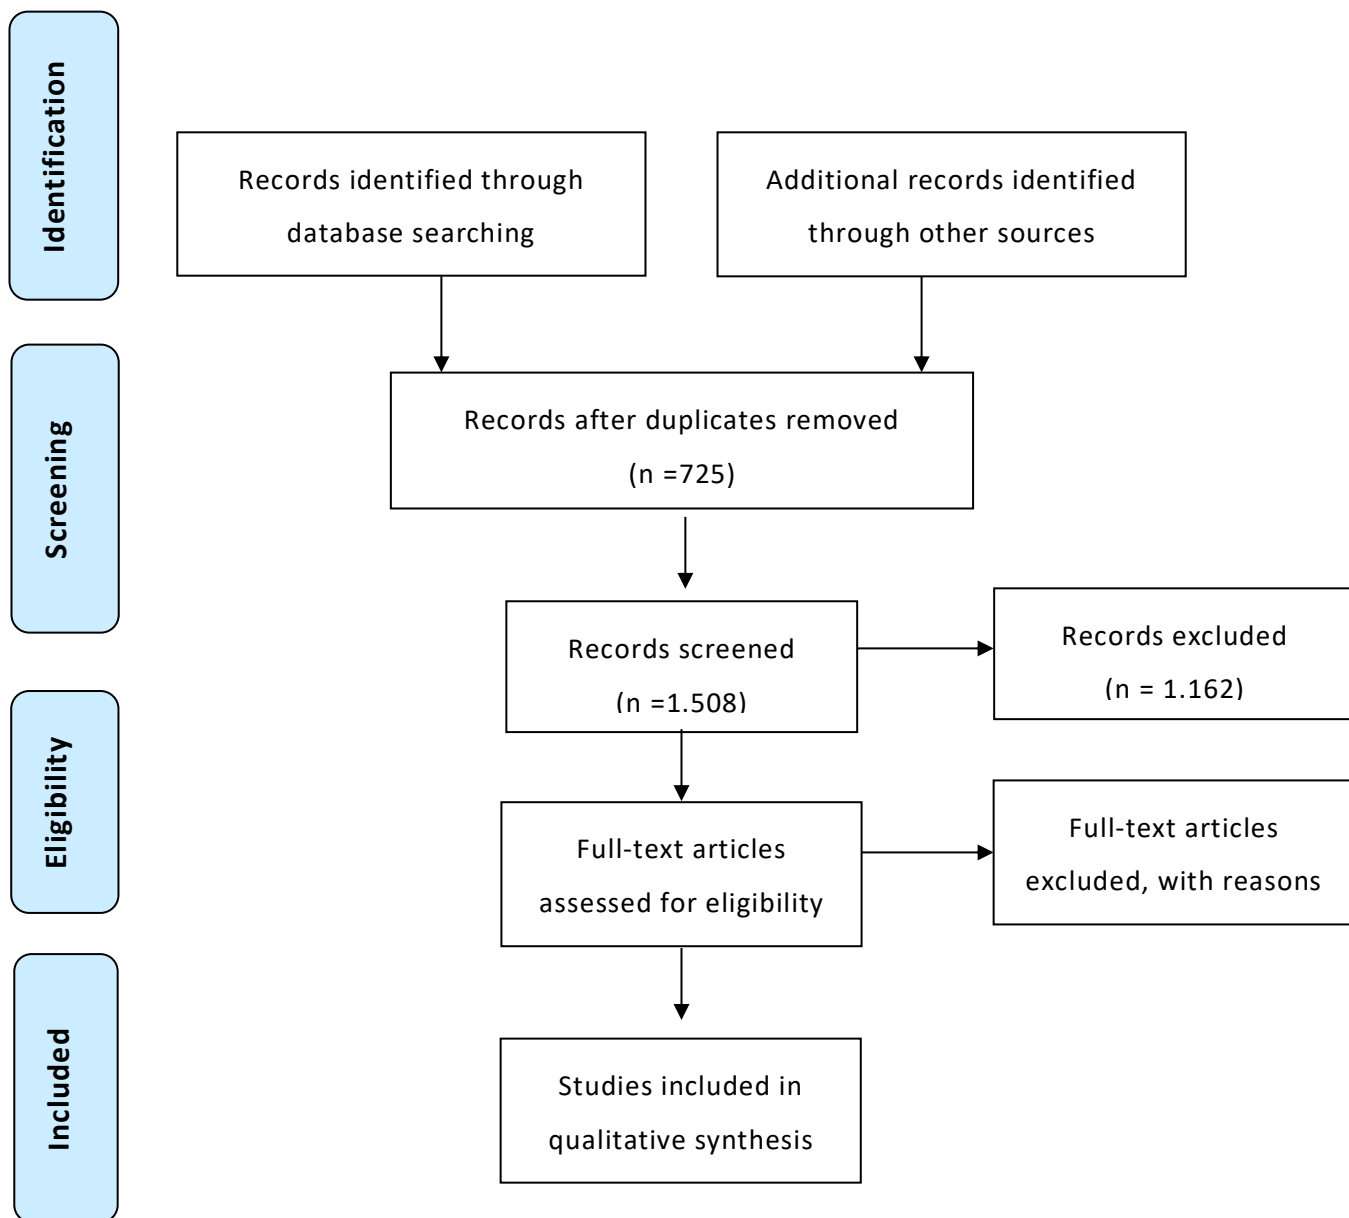 Identification
Records identified through
database searching
Additional records identified
through other sources
Screening
Records after duplicates removed
(n =725)
Records screened
(n =1.508)
Records excluded
(n = 1.162)
Eligibility
Full-text articles
assessed for eligibility
Full-text articles
excluded, with reasons
Included
Studies included in
qualitative synthesis